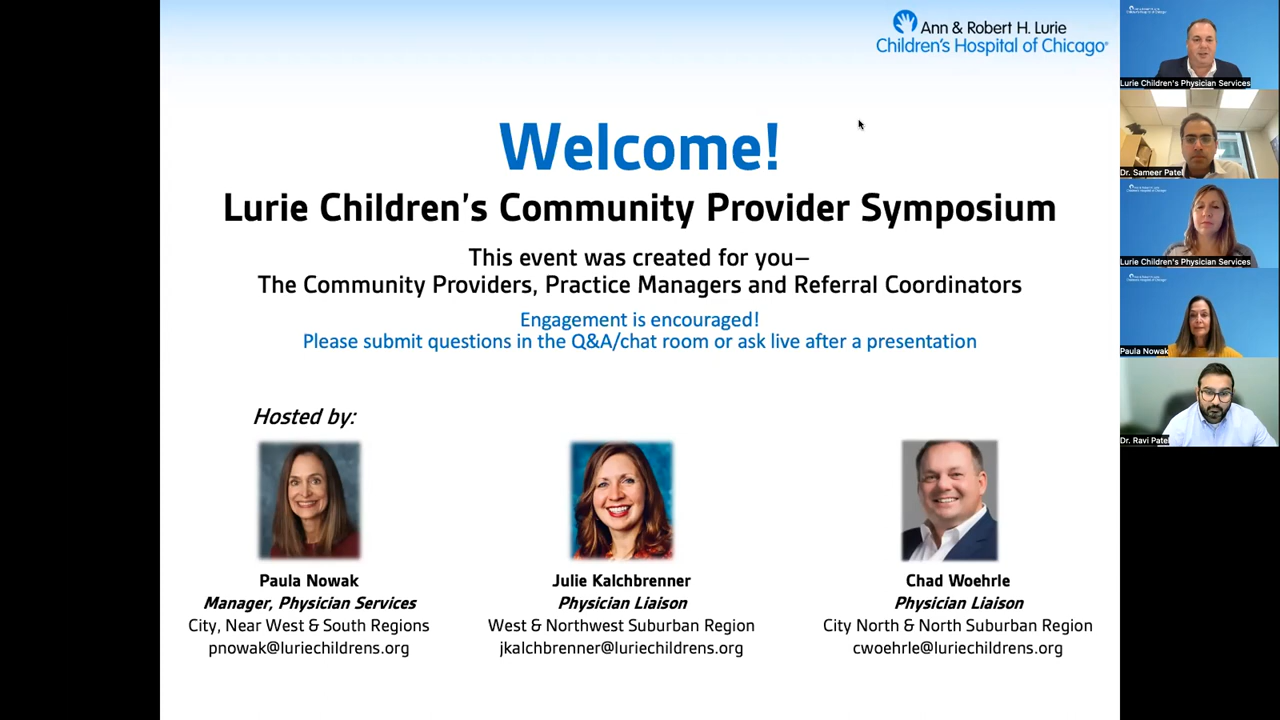 Ann & Robert H. Lurie
Children's Hospital of Chicago®
Welcome!
Lurie Children's Community Provider Symposium
This event was created for you—
The Community Providers, Practice Managers and Referral Coordinators
Engagement is encouraged!
Please submit questions in the Q&A/chat room or ask live after a presentation
Hosted by:
Paula Nowak
Manager, Physician Services
City, Near West & South Regions
pnowak@luriechildrens.org
Julie Kalchbrenner
Physician Liaison
West & Northwest Suburban Region
jkalchbrenner@luriechildrens.org
Chad Woehrle
Physician Liaison
City North & North Suburban Region
cwoehrle@luriechildrens.org
Lurie Children's Physician Services
Dr. Sameer Patel
Lurie Children's Physician Services
Paula Nowak
Dr. Ravi Patel